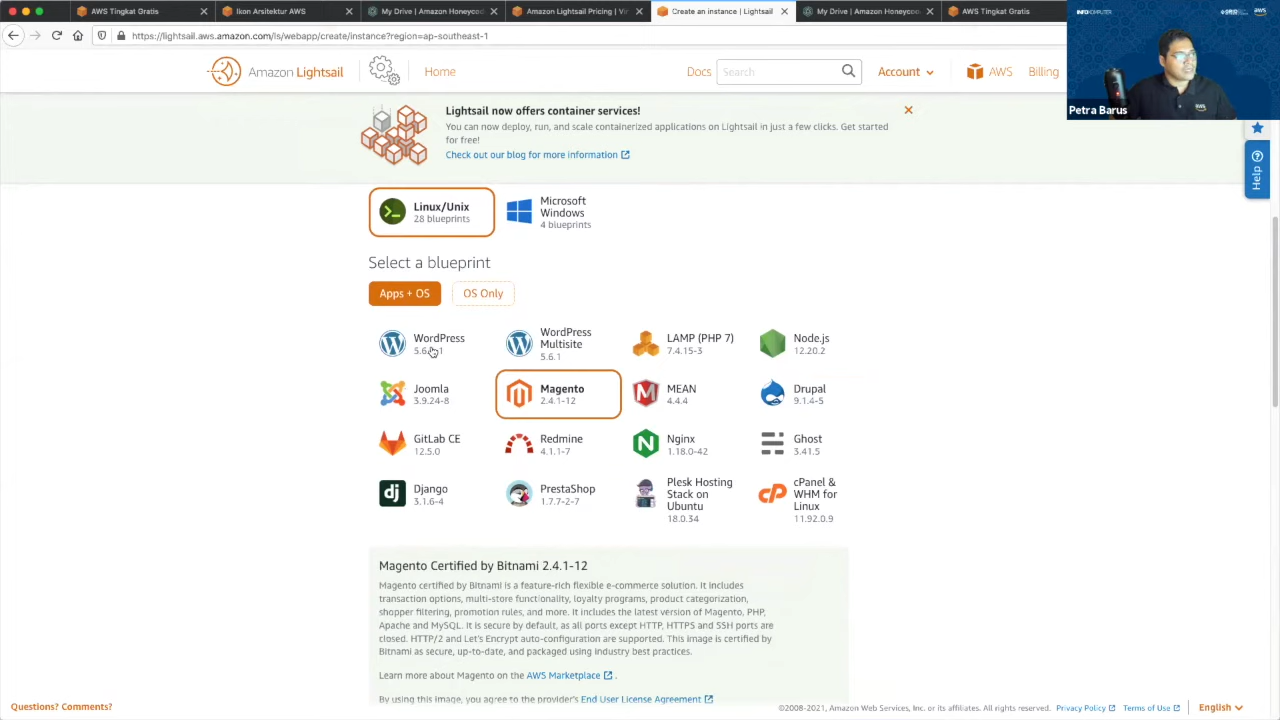 AWS Tingkat Gratis
Ikon Arsitektur AWS
My Drive | Amazon Honeycod
Amazon Lightsail Pricing | Vir
Create an instance | Lightsail
My Drive | Amazon Honeycod
AWS Tingkat Gratis
https://lightsail.aws.amazon.com/ls/webapp/create/instance?region=ap-southeast-1
INFOKOMPUTER
aws
Petra Barus
Amazon Lightsail
Home
Docs
Search
Account
AWS
Billing
Lightsail now offers container services!
You can now deploy, run, and scale containerized applications on Lightsail in just a few clicks. Get started
for free!
Check out our blog for more information
Help
Linux/Unix
28 blueprints
Microsoft
Windows
4 blueprints
Select a blueprint
Apps + OS
OS Only
WordPress
WordPress
Multisite
5.6.1
LAMP (PHP 7)
7.4.15-3
Node.js
12.20.2
Joomla
3.9.24-8
Magento
2.4.1-12
MEAN
4.4.4
Drupal
9.1.4-5
GitLab CE
12.5.0
Redmine
4.1.1-7
Nginx
1.18.0-42
Ghost
3.41.5
Django
3.1.6-4
PrestaShop
1.7.7-2-7
Plesk Hosting
Stack on
Ubuntu
18.0.34
cPanel &
WHM for
Linux
11.92.0.9
Magento Certified by Bitnami 2.4.1-12
Magento certified by Bitnami is a feature-rich flexible e-commerce solution. It includes
transaction options, multi-store functionality, loyalty programs, product categorization,
shopper filtering, promotion rules, and more. It includes the latest version of Magento, PHP,
Apache and MySQL. It is secure by default, as all ports except HTTP, HTTPS and SSH ports are
closed. HTTP/2 and Let's Encrypt auto-configuration are supported. This image is certified by
Bitnami as secure, up-to-date, and packaged using industry best practices.
Learn more about Magento on the AWS Marketplace .
By using this image, you agree to the provider's End User License Agreement
Questions? Comments?
©2008-2021, Amazon Web Services, Inc. or its affiliates. All rights reserved.
Privacy Policy
Terms of Use
English